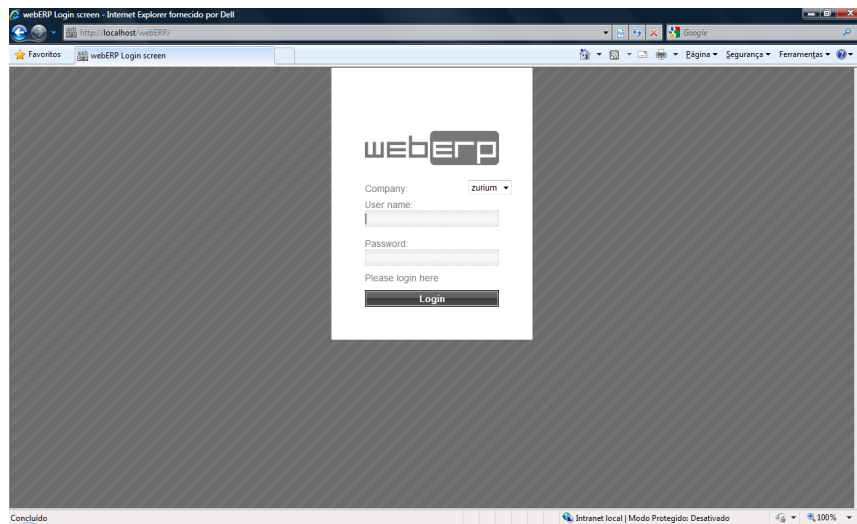 webERP Login screen - Internet Explorer fornecido por Dell
http://localhost/webERP/
Google
Favoritos
webERP Login screen
Página
Segurança
Ferramentas
weberp
Company:
zurium
User name:
Password:
Please login here
Login
Concluído
Intranet local | Modo Protegido: Desativado
100%